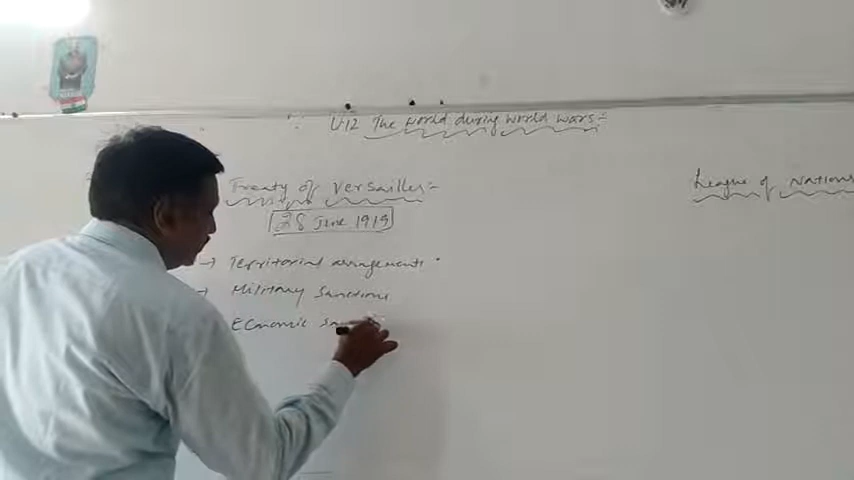 U-12 The World during World Wars:-
Treaty of Versailles:-
28 June 1919
→ Territorial arrangements.
→ Military Sanctions
Economic
League of Nations